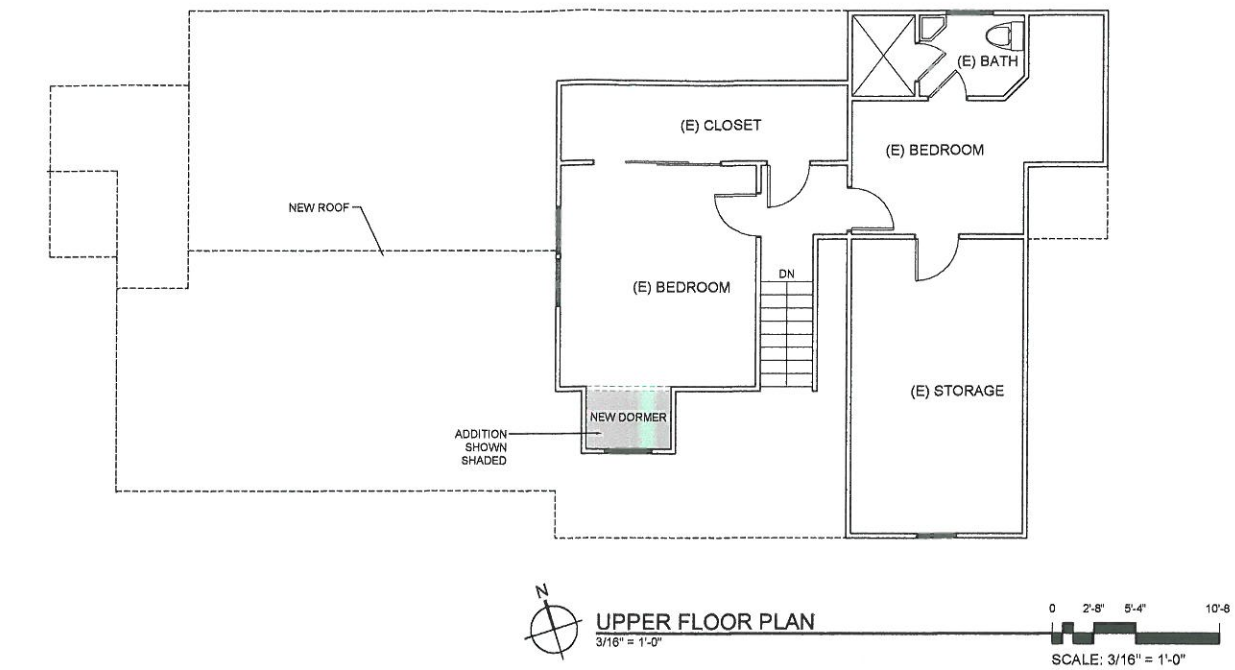 (E) BATH
(E) CLOSET
(E) BEDROOM
NEW ROOF
DN
(E) BEDROOM
(E) STORAGE
NEW DORMER
ADDITION
SHOWN
SHADED
N
UPPER FLOOR PLAN
3/16" = 1'-0"
0 2'-8" 5'-4" 10'-8
SCALE: 3/16" = 1'-0"